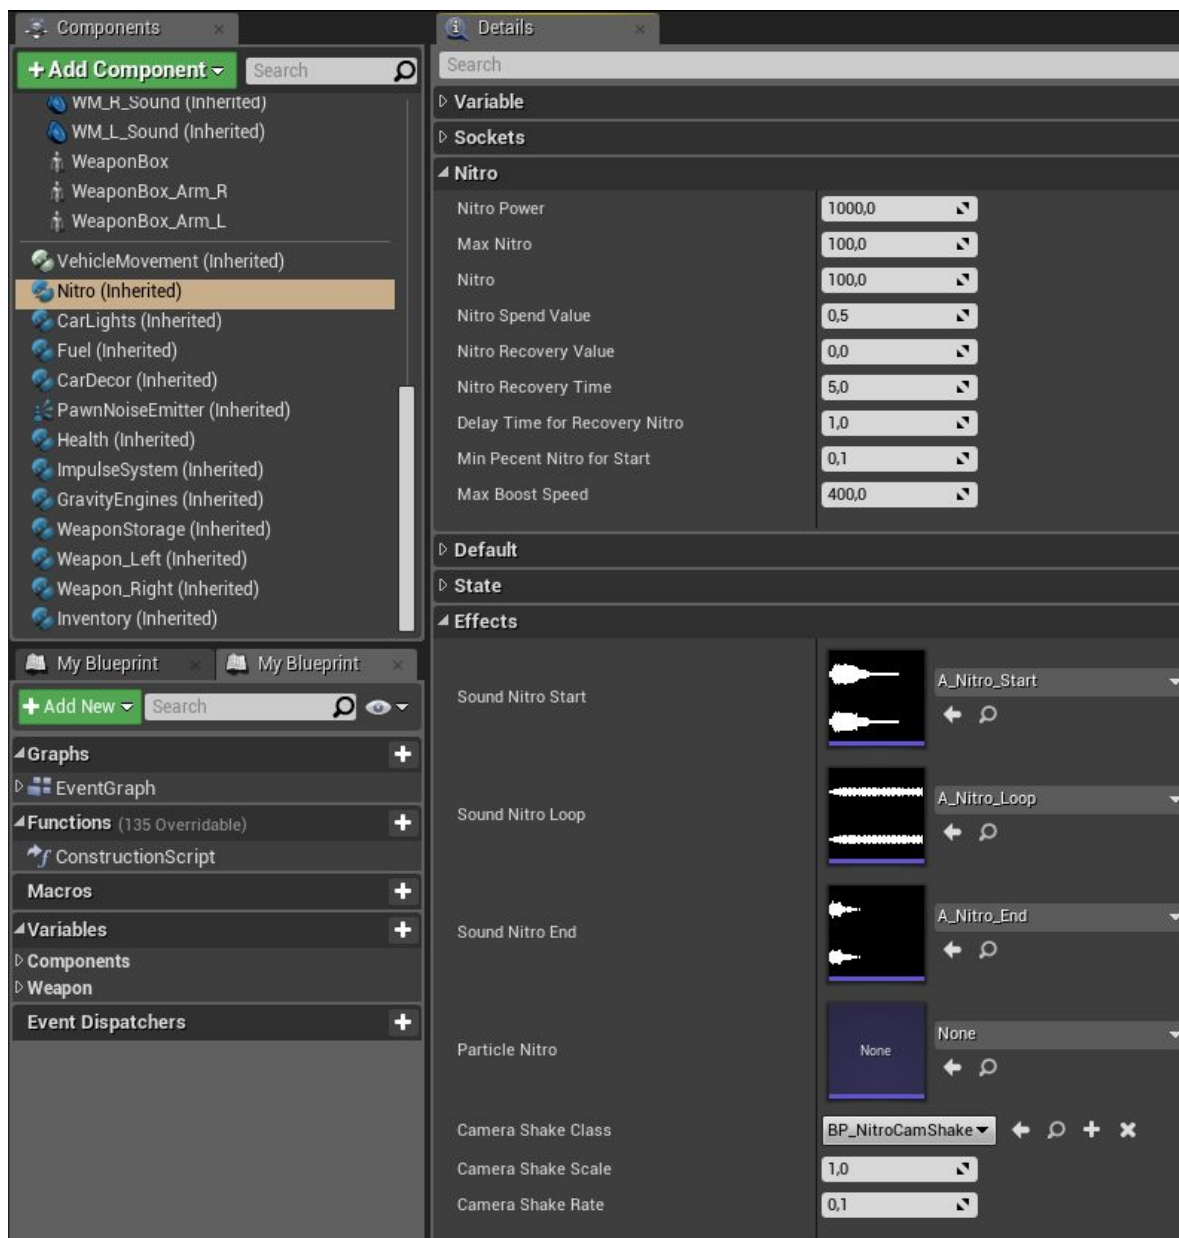 Components
+ Add Component
Search
WM_R_Sound (Inherited)
WM_L_Sound (Inherited)
WeaponBox
WeaponBox_Arm_R
WeaponBox_Arm_L
VehicleMovement (Inherited)
Nitro (Inherited)
CarLights (Inherited)
Fuel (Inherited)
CarDecor (Inherited)
PawnNoiseEmitter (Inherited)
Health (Inherited)
ImpulseSystem (Inherited)
GravityEngines (Inherited)
WeaponStorage (Inherited)
Weapon_Left (Inherited)
Weapon_Right (Inherited)
Inventory (Inherited)
My Blueprint
My Blueprint
+ Add New
Search
Graphs
EventGraph
Functions (135 Overridable)
ConstructionScript
Macros
Variables
Components
Weapon
Event Dispatchers
Details
Search
Variable
Sockets
Nitro
Nitro Power 1000,0
Max Nitro 100,0
Nitro 100,0
Nitro Spend Value 0,5
Nitro Recovery Value 0,0
Nitro Recovery Time 5,0
Delay Time for Recovery Nitro 1,0
Min Pecent Nitro for Start 0,1
Max Boost Speed 400,0
Default
State
Effects
Sound Nitro Start A_Nitro_Start
Sound Nitro Loop A_Nitro_Loop
Sound Nitro End A_Nitro_End
Particle Nitro None None
Camera Shake Class BP_NitroCamShake
Camera Shake Scale 1,0
Camera Shake Rate 0,1